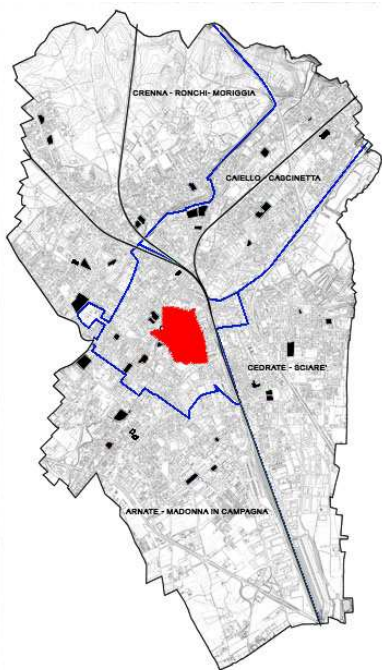 CRENNA - RONCHI- MORIGGIA
CAIELLO - CASCINETTA
CEDRATE - SCIARE'
ARNATE - MADONNA IN CAMPAGNA